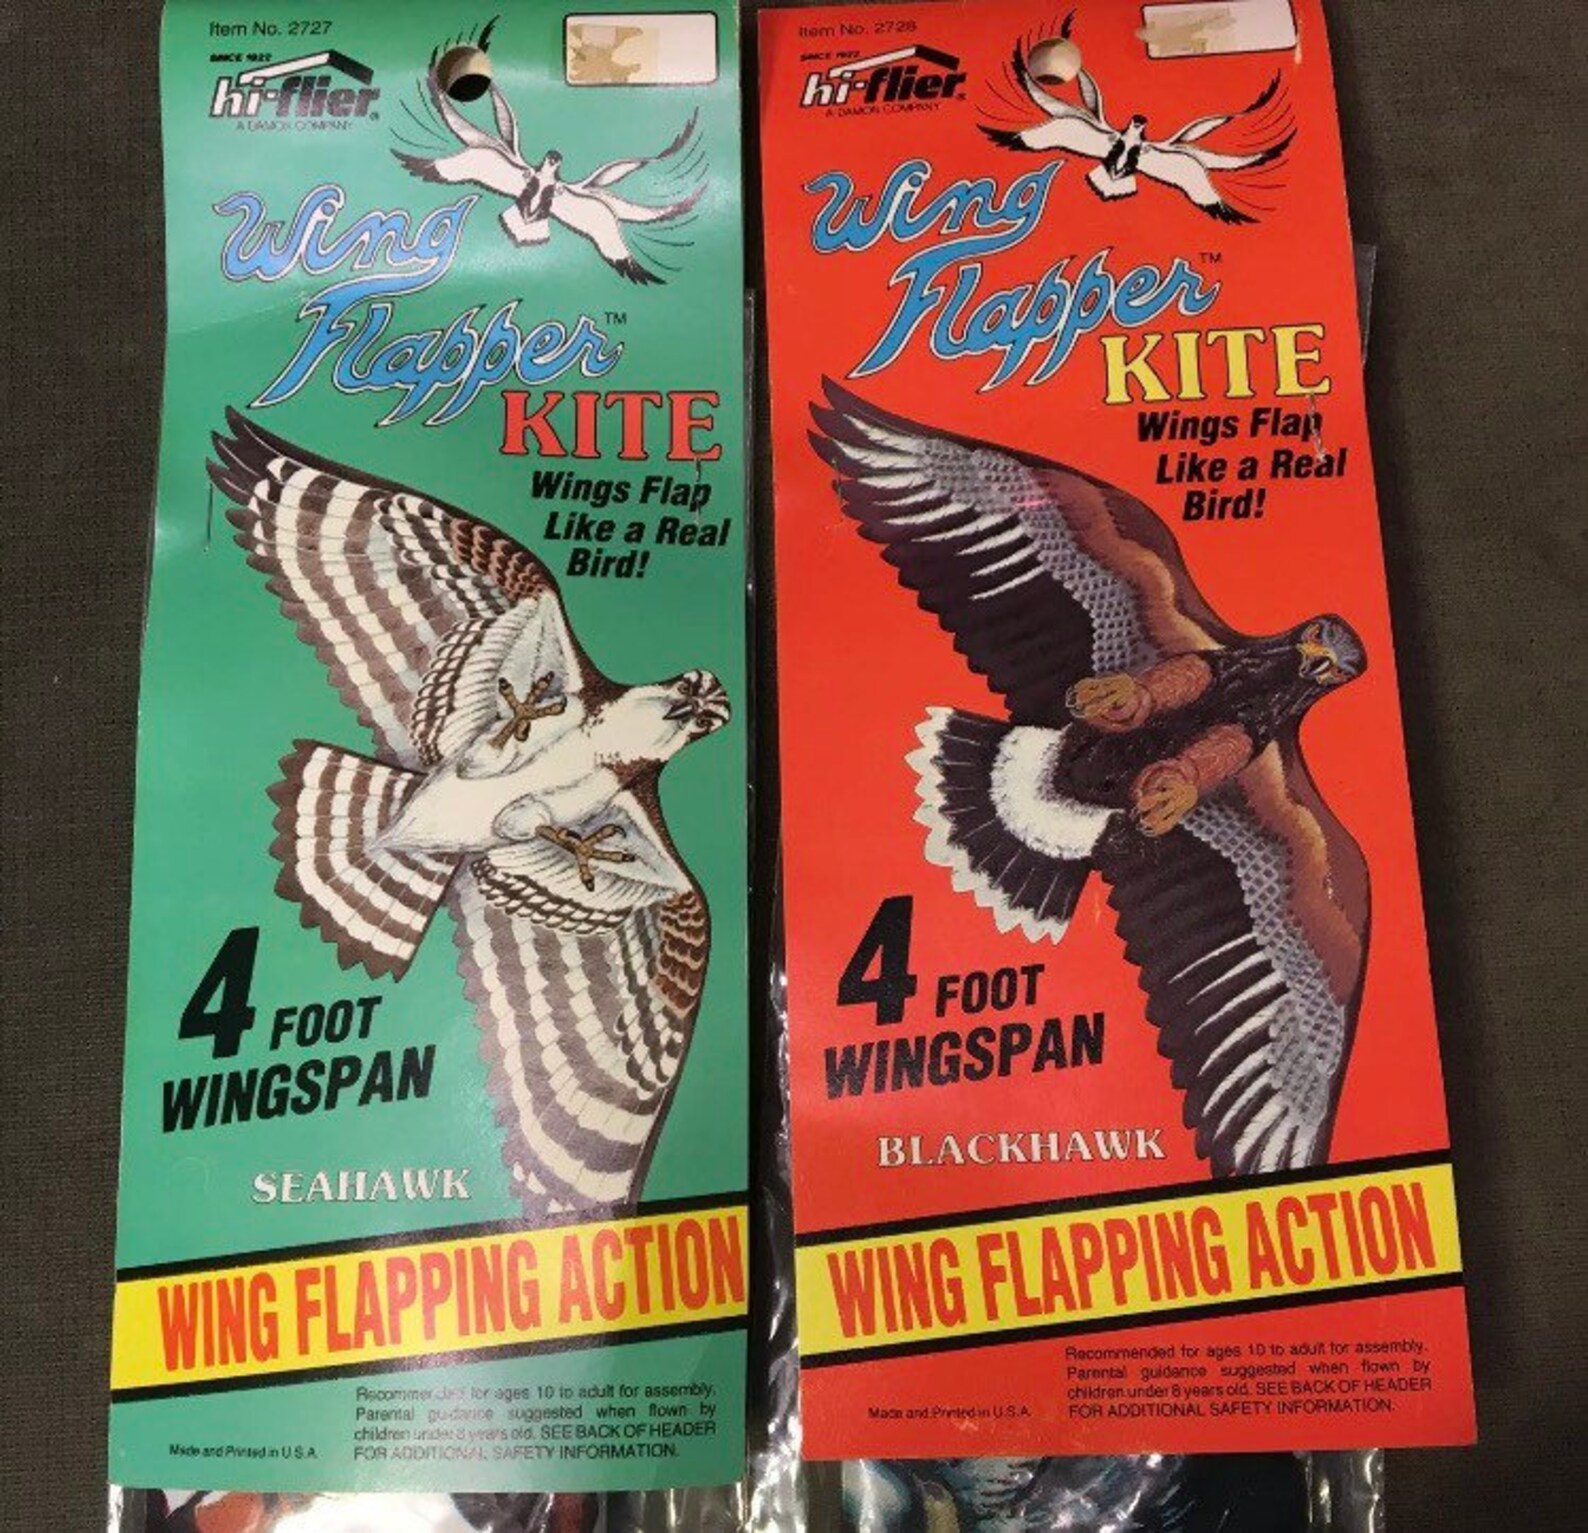 Item No. 2727
SINCE 1922
hi-flier®
A DAMON COMPANY
Wing
Flapper™
KITE
Wings Flap
Like a Real
Bird!
4 FOOT
WINGSPAN
SEAHAWK
WING FLAPPING ACTION
Recommended for ages 10 to adult for assembly.
Parental guidance suggested when flown by
children under 8 years old. SEE BACK OF HEADER
FOR ADDITIONAL SAFETY INFORMATION.
Made and Printed in U.S.A.
Item No. 2728
SINCE 1922
hi-flier®
A DAMON COMPANY
Wing
Flapper™
KITE
Wings Flap
Like a Real
Bird!
4 FOOT
WINGSPAN
BLACKHAWK
WING FLAPPING ACTION
Recommended for ages 10 to adult for assembly.
Parental guidance suggested when flown by
children under 8 years old. SEE BACK OF HEADER
FOR ADDITIONAL SAFETY INFORMATION.
Made and Printed in U.S.A.